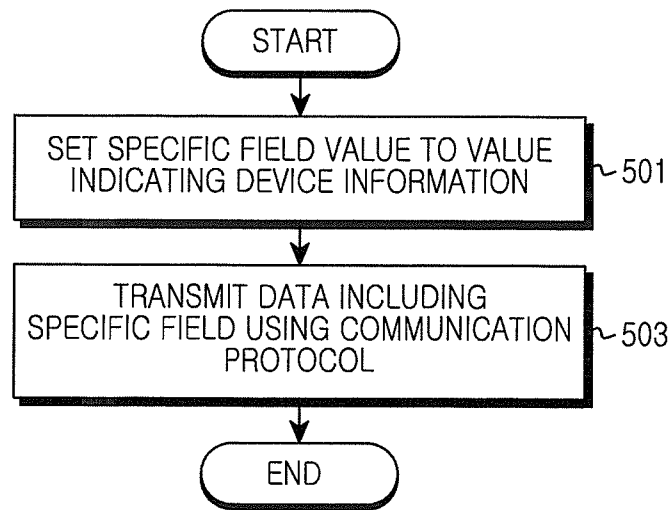 START
SET SPECIFIC FIELD VALUE TO VALUE
INDICATING DEVICE INFORMATION
501
TRANSMIT DATA INCLUDING
SPECIFIC FIELD USING COMMUNICATION
PROTOCOL
503
END